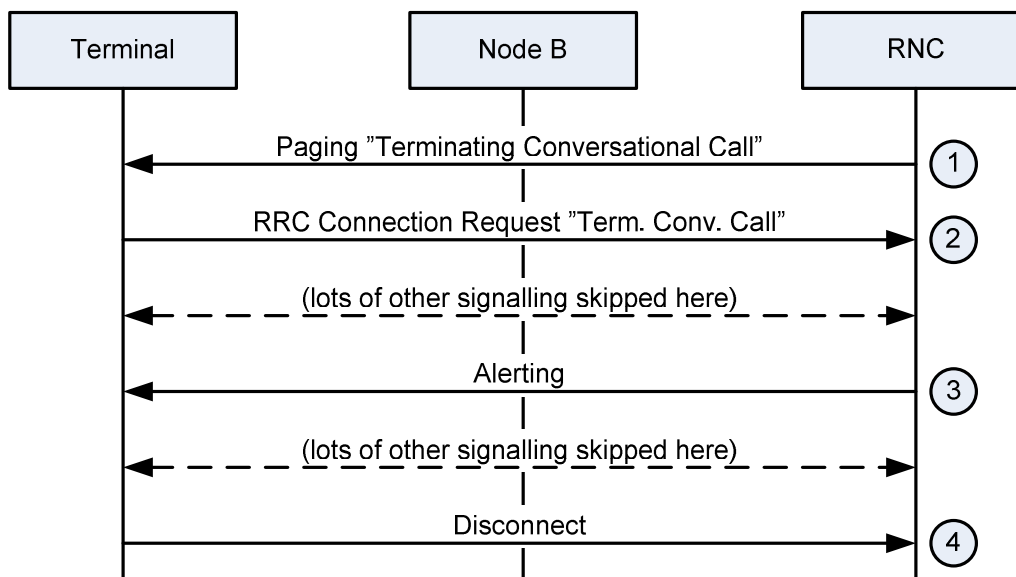 Terminal
Node B
RNC
Paging ”Terminating Conversational Call”
1
RRC Connection Request ”Term. Conv. Call”
2
(lots of other signalling skipped here)
Alerting
3
(lots of other signalling skipped here)
Disconnect
4